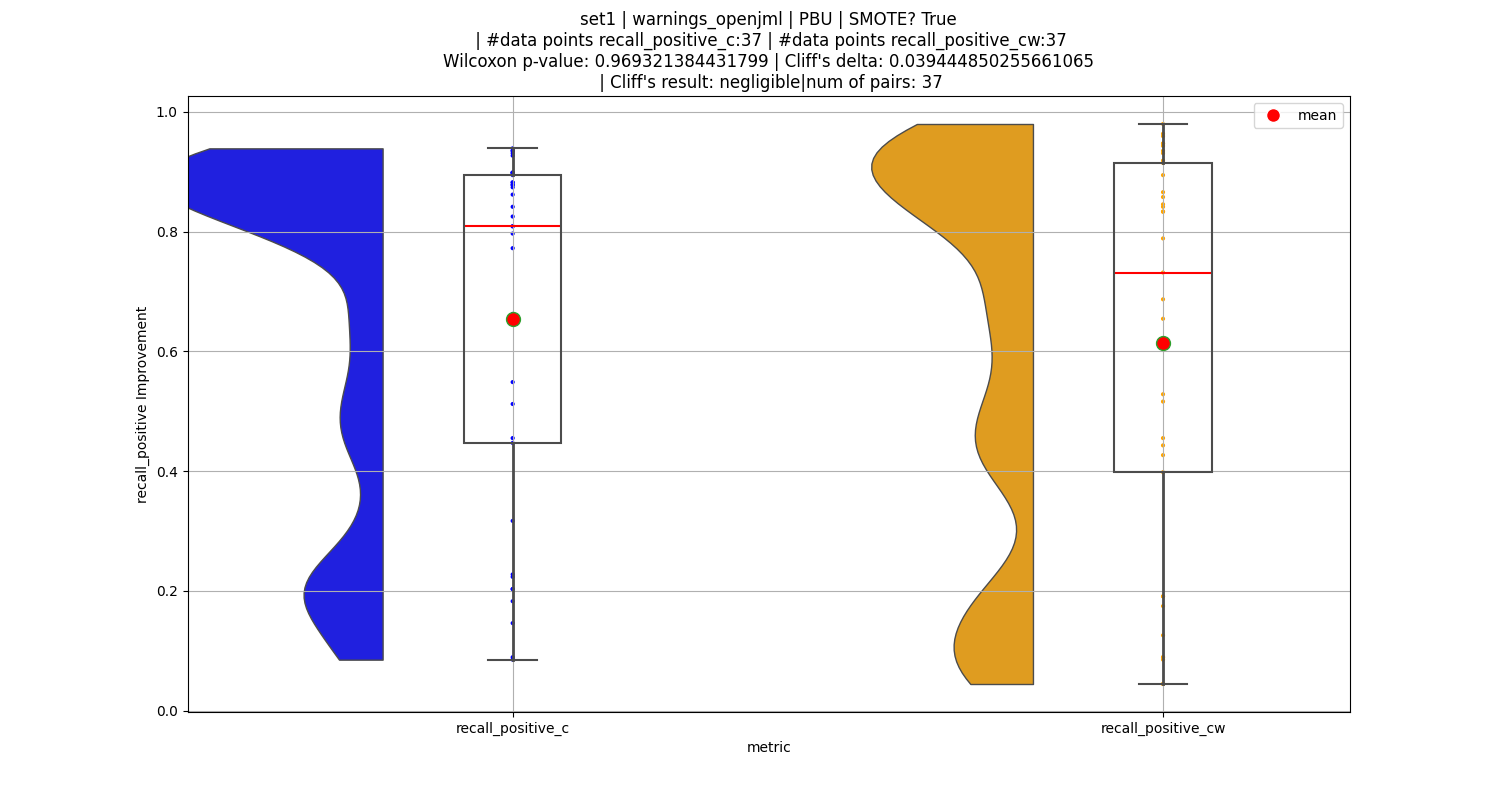 set1 | warnings_openjml | PBU | SMOTE? True
| #data points recall_positive_c:37 | #data points recall_positive_cw:37
Wilcoxon p-value: 0.969321384431799 | Cliff's delta: 0.039444850255661065
| Cliff's result: negligible|num of pairs: 37
mean
1.0
0.8
0.6
0.4
0.2
0.0
recall_positive Improvement
recall_positive_c
recall_positive_cw
metric